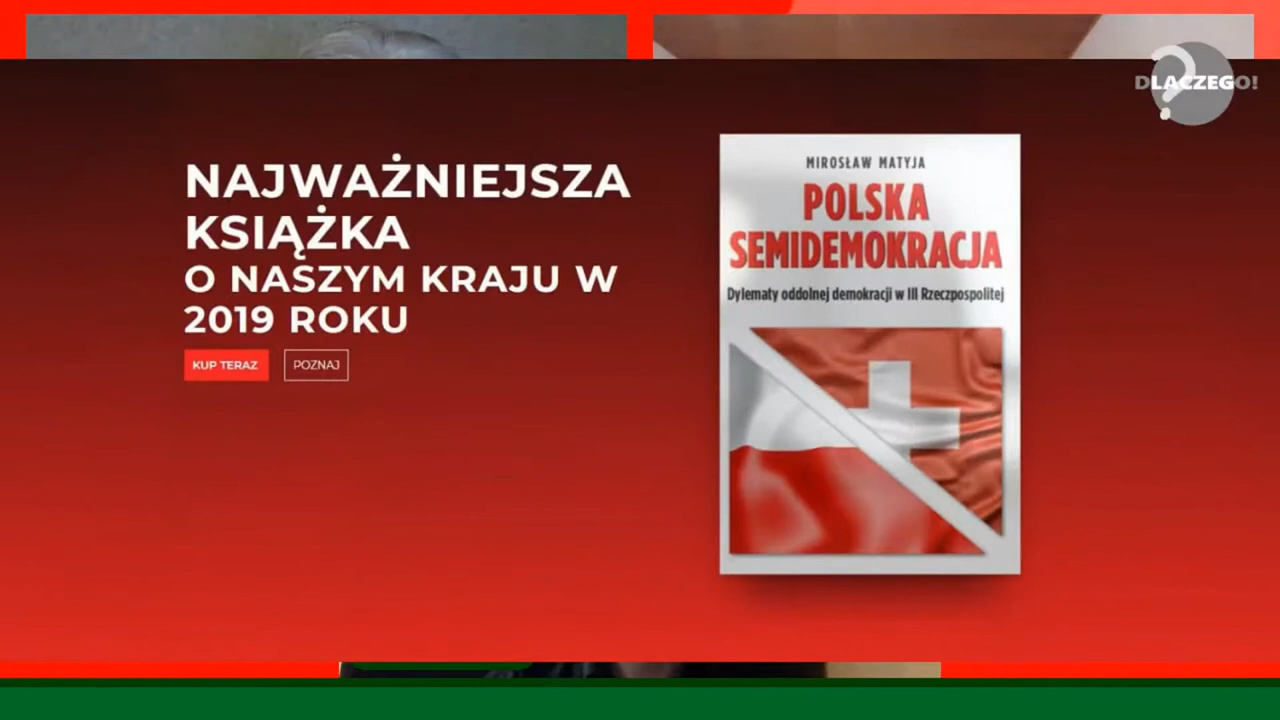 DLACZEGO!
NAJWAŻNIEJSZA
KSIĄŻKA
O NASZYM KRAJU W
2019 ROKU
KUP TERAZ
POZNAJ
MIROSŁAW MATYJA
POLSKA
SEMIDEMOKRACJA
Dylematy oddolnej demokracji w III Rzeczpospolitej